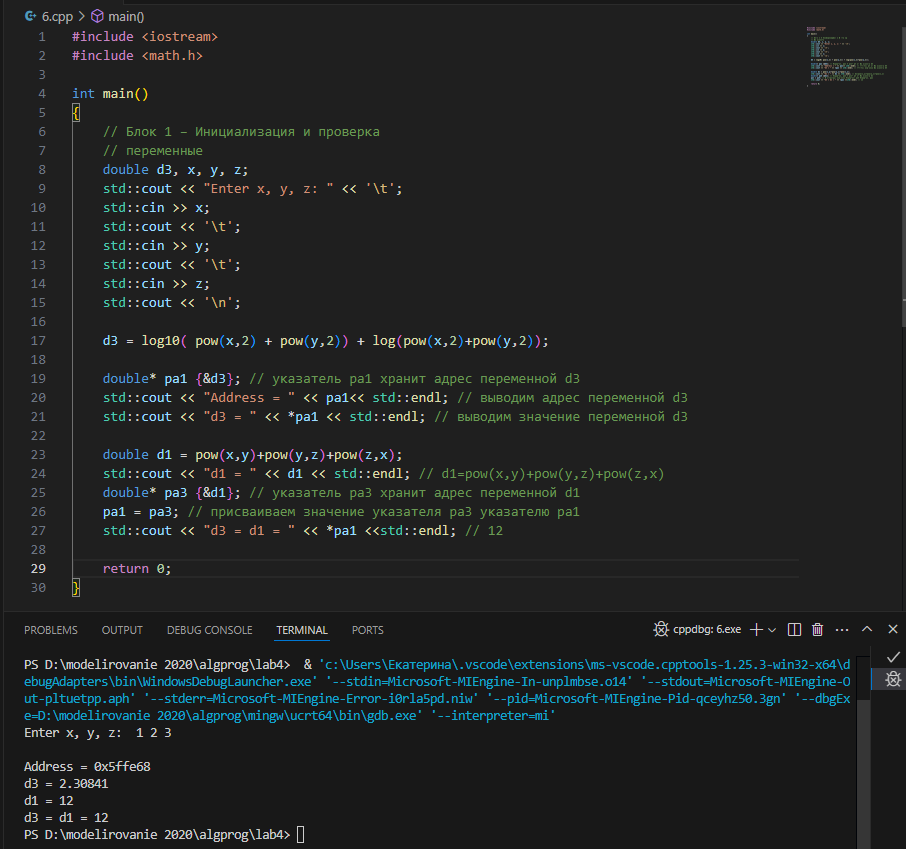 6.cpp > main()
1 #include <iostream>
2 #include <math.h>
3
4 int main()
5 {
6 // Блок 1 – Инициализация и проверка
7 // переменные
8 double d3, x, y, z;
9 std::cout << "Enter x, y, z: " << '\t';
10 std::cin >> x;
11 std::cout << '\t';
12 std::cin >> y;
13 std::cout << '\t';
14 std::cin >> z;
15 std::cout << '\n';
16
17 d3 = log10( pow(x,2) + pow(y,2)) + log(pow(x,2)+pow(y,2));
18
19 double* pa1 {&d3}; // указатель pa1 хранит адрес переменной d3
20 std::cout << "Address = " << pa1<< std::endl; // выводим адрес переменной d3
21 std::cout << "d3 = " << *pa1 << std::endl; // выводим значение переменной d3
22
23 double d1 = pow(x,y)+pow(y,z)+pow(z,x);
24 std::cout << "d1 = " << d1 << std::endl; // d1=pow(x,y)+pow(y,z)+pow(z,x)
25 double* pa3 {&d1}; // указатель pa3 хранит адрес переменной d1
26 pa1 = pa3; // присваиваем значение указателя pa3 указателю pa1
27 std::cout << "d3 = d1 = " << *pa1 <<std::endl; // 12
28
29 return 0;
30 }
PROBLEMS OUTPUT DEBUG CONSOLE TERMINAL PORTS cppdbg: 6.exe
PS D:\modelirovanie 2020\algprog\lab4>  & 'c:\Users\Екатерина\.vscode\extensions\ms-vscode.cpptools-1.25.3-win32-x64\d
ebugAdapters\bin\WindowsDebugLauncher.exe' '--stdin=Microsoft-MIEngine-In-unplmbse.o14' '--stdout=Microsoft-MIEngine-O
ut-pltuetpp.aph' '--stderr=Microsoft-MIEngine-Error-i0rla5pd.niw' '--pid=Microsoft-MIEngine-Pid-qceyhz50.3gn' '--dbgEx
e=D:\modelirovanie 2020\algprog\mingw\ucrt64\bin\gdb.exe' '--interpreter=mi'
Enter x, y, z:  1 2 3
Address = 0x5ffe68
d3 = 2.30841
d1 = 12
d3 = d1 = 12
PS D:\modelirovanie 2020\algprog\lab4>